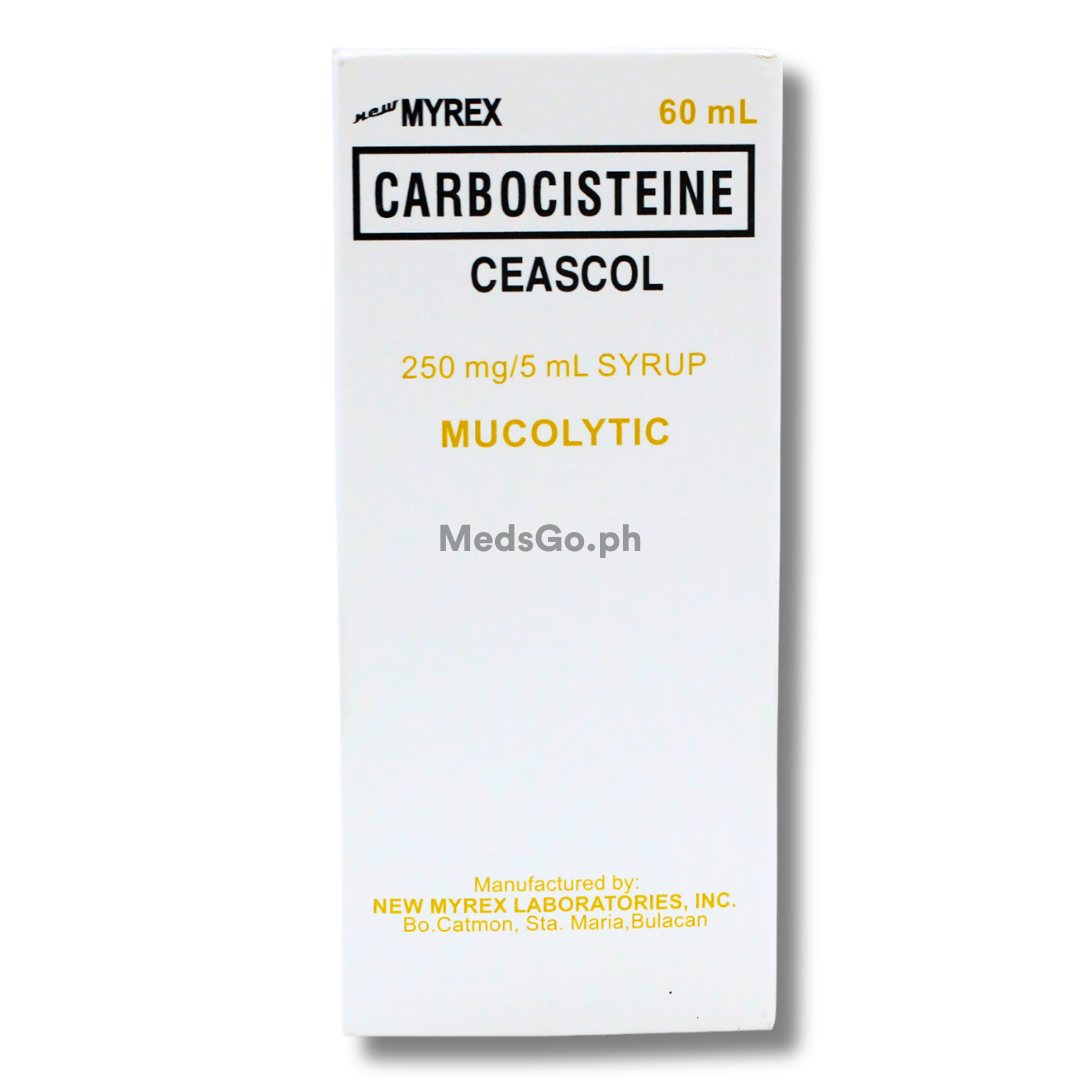 new MYREX 60 mL
CARBOCISTEINE
CEASCOL
250 mg/5 mL SYRUP
MUCOLYTIC
MedsGo.ph
Manufactured by:
NEW MYREX LABORATORIES, INC.
Bo.Catmon, Sta. Maria,Bulacan